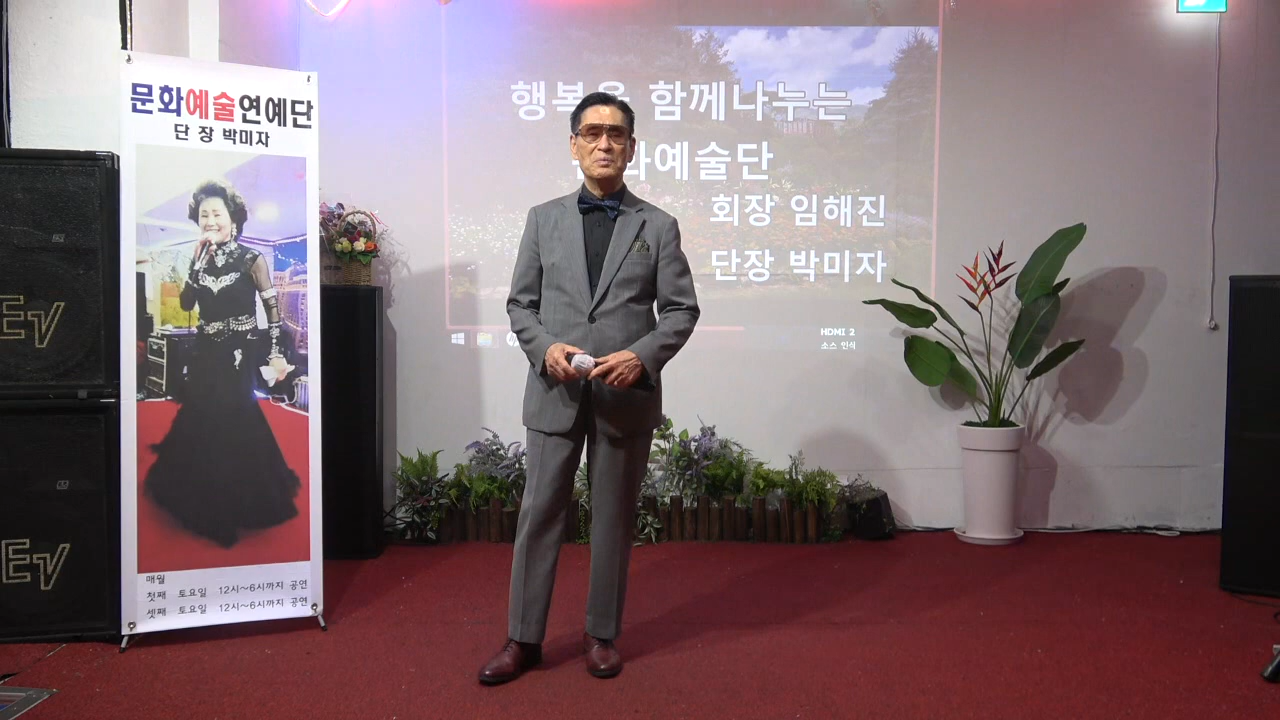 문화예술연예단
단 장 박미자
매월
첫째 토요일 12시~6시까지 공연
셋째 토요일 12시~6시까지 공연
EV
EV
행복을 함께나누는
화예술단
회장 임해진
단장 박미자
HDMI 2
소스 인식